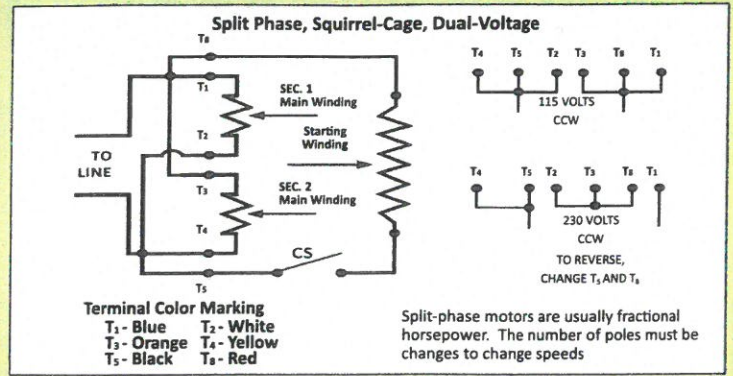 Split Phase, Squirrel-Cage, Dual-Voltage
T8
T1
SEC. 1
Main Winding
T2
Starting
Winding
TO
LINE
T3
SEC. 2
Main Winding
T4
CS
T5
T4 T5 T2 T3 T8 T1
115 VOLTS
CCW
T4 T5 T2 T3 T8 T1
230 VOLTS
CCW
TO REVERSE,
CHANGE T5 AND T8
Terminal Color Marking
T1 - Blue T2 - White
T3 - Orange T4 - Yellow
T5 - Black T8 - Red
Split-phase motors are usually fractional
horsepower. The number of poles must be
changes to change speeds